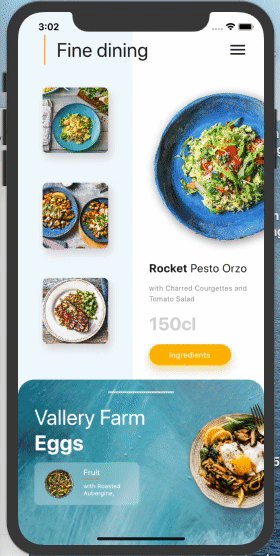 3:02
Fine dining
Rocket Pesto Orzo
with Charred Courgettes and
Tomato Salad
150cl
Ingredients
Vallery Farm
Eggs
Fruit
with Roasted
Aubergine.